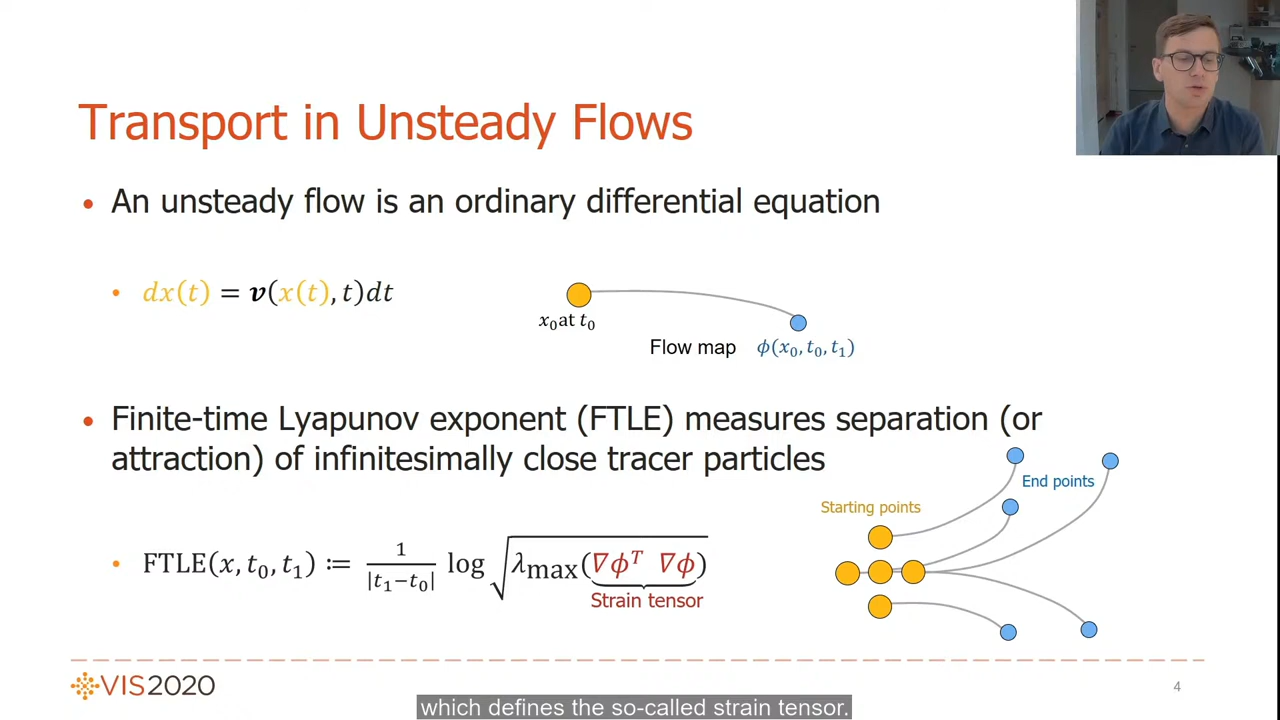 Transport in Unsteady Flows
• An unsteady flow is an ordinary differential equation
• dx(t) = v(x(t), t)dt
x₀at t₀
Flow map ϕ(x₀, t₀, t₁)
• Finite-time Lyapunov exponent (FTLE) measures separation (or
attraction) of infinitesimally close tracer particles
End points
Starting points
• FTLE(x, t₀, t₁) ≔ 1/|t₁−t₀| log √λmax(∇ϕᵀ ∇ϕ)
Strain tensor
VIS2020
4
which defines the so-called strain tensor.